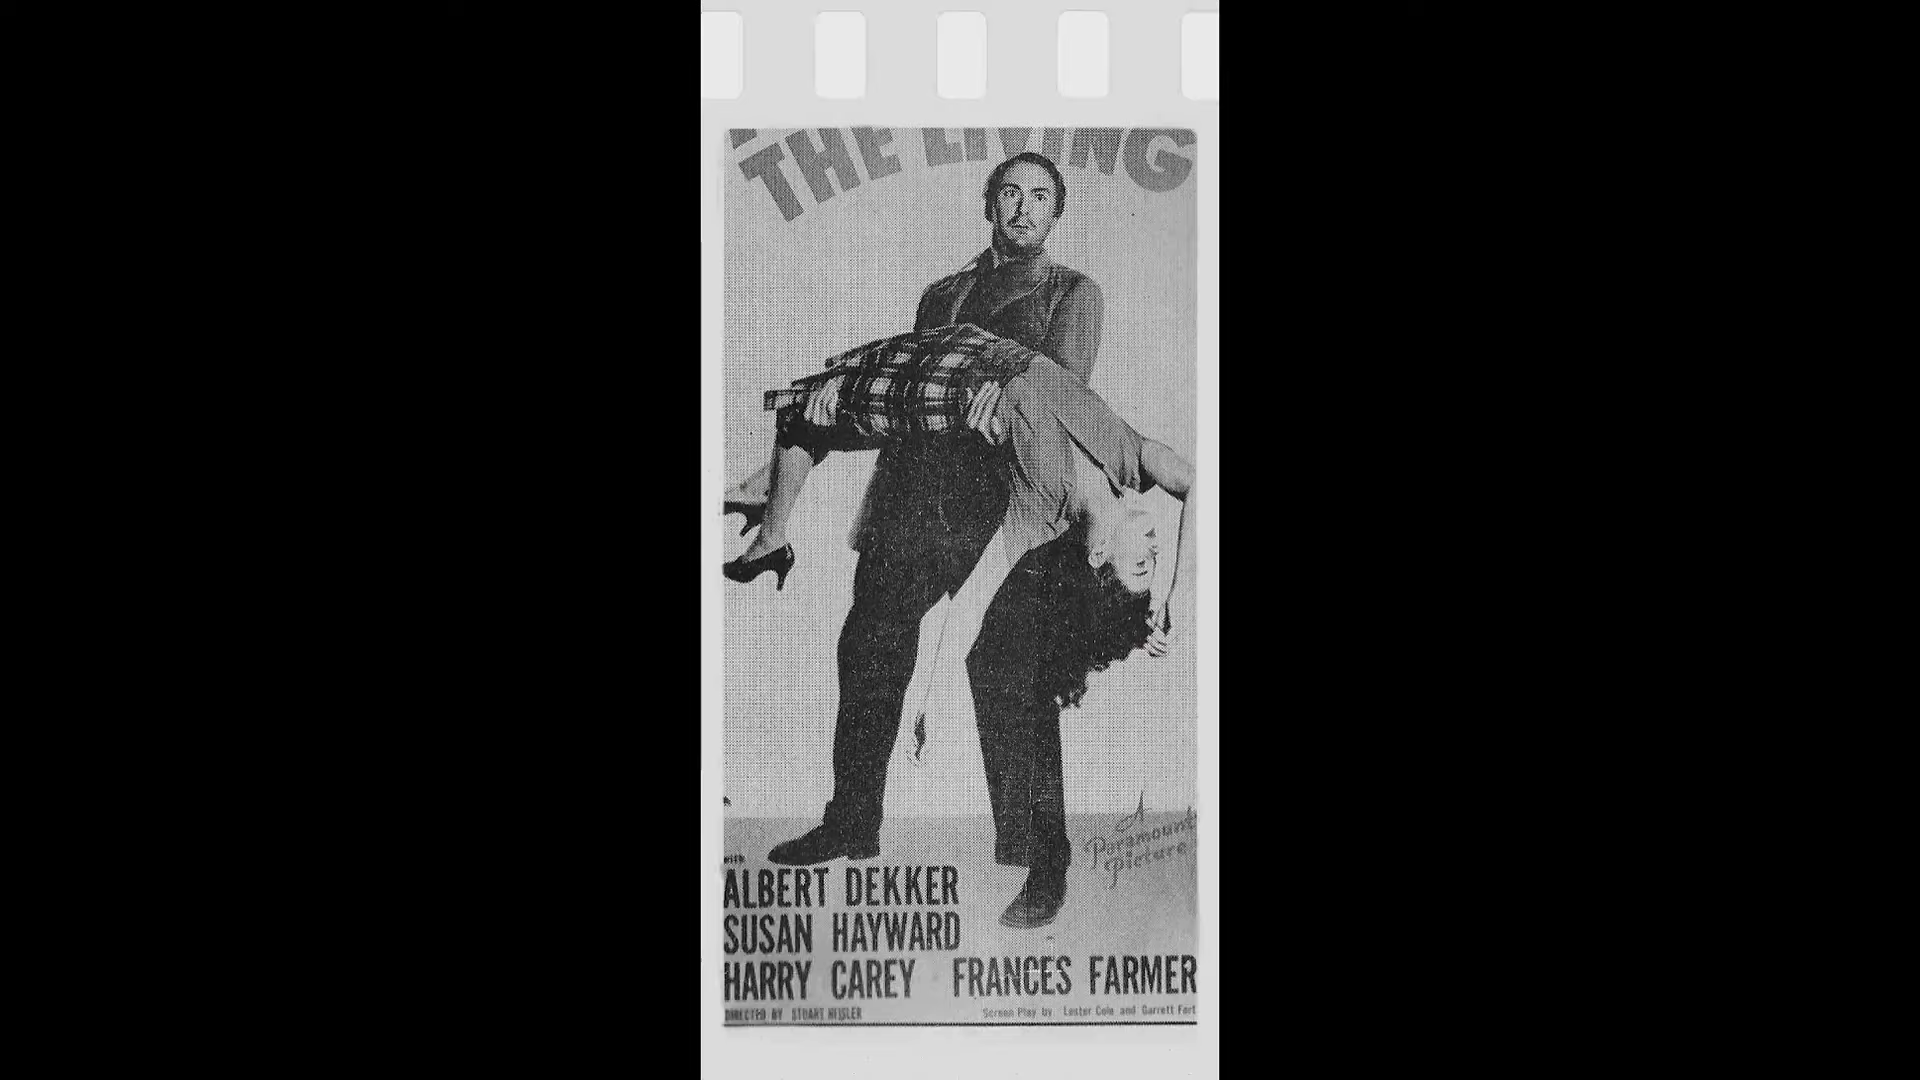 THE LIVING
A
Paramount
Picture
with
ALBERT DEKKER
SUSAN HAYWARD
HARRY CAREY FRANCES FARMER
DIRECTED BY STUART HEISLER
Screen Play by Lester Cole and Garrett Fort